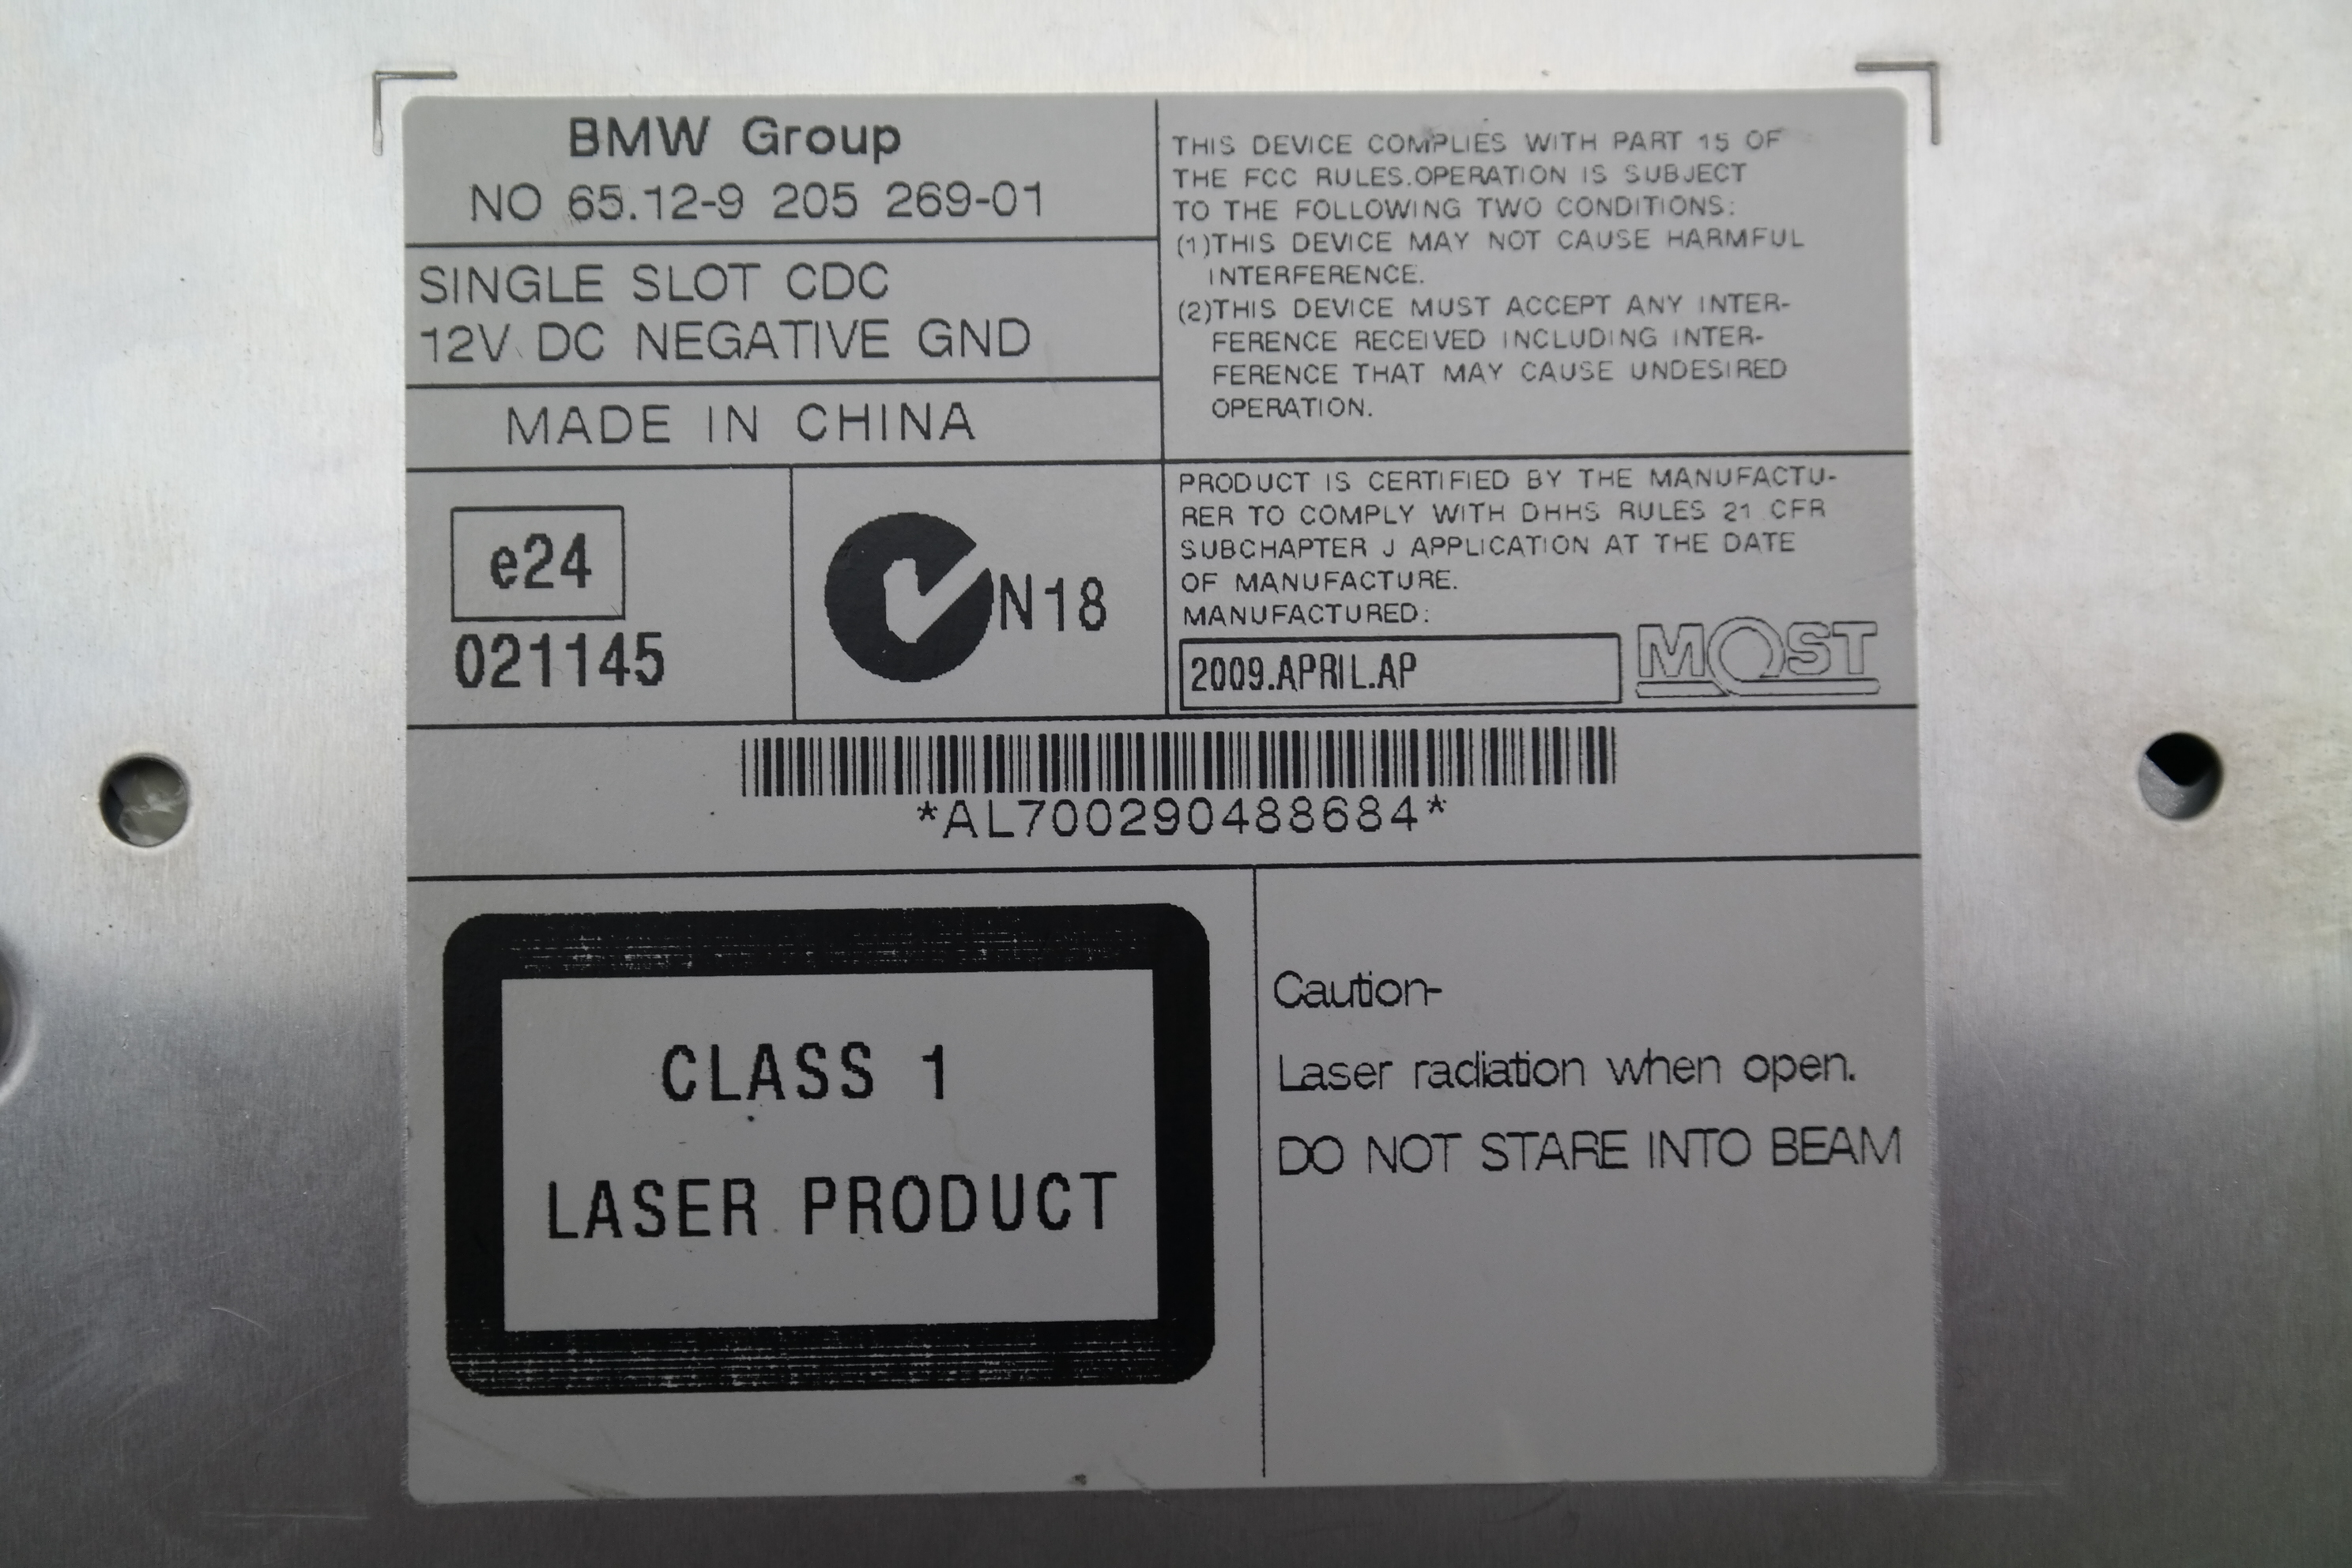 BMW Group
NO 65.12-9 205 269-01
SINGLE SLOT CDC
12V DC NEGATIVE GND
MADE IN CHINA
THIS DEVICE COMPLIES WITH PART 15 OF
THE FCC RULES.OPERATION IS SUBJECT
TO THE FOLLOWING TWO CONDITIONS:
(1)THIS DEVICE MAY NOT CAUSE HARMFUL
INTERFERENCE.
(2)THIS DEVICE MUST ACCEPT ANY INTER-
FERENCE RECEIVED INCLUDING INTER-
FERENCE THAT MAY CAUSE UNDESIRED
OPERATION.
e24
021145
N18
PRODUCT IS CERTIFIED BY THE MANUFACTU-
RER TO COMPLY WITH DHHS RULES 21 CFR
SUBCHAPTER J APPLICATION AT THE DATE
OF MANUFACTURE.
MANUFACTURED:
2009.APRIL.AP
MOST
*AL700290488684*
CLASS 1
LASER PRODUCT
Caution-
Laser radiation when open.
DO NOT STARE INTO BEAM